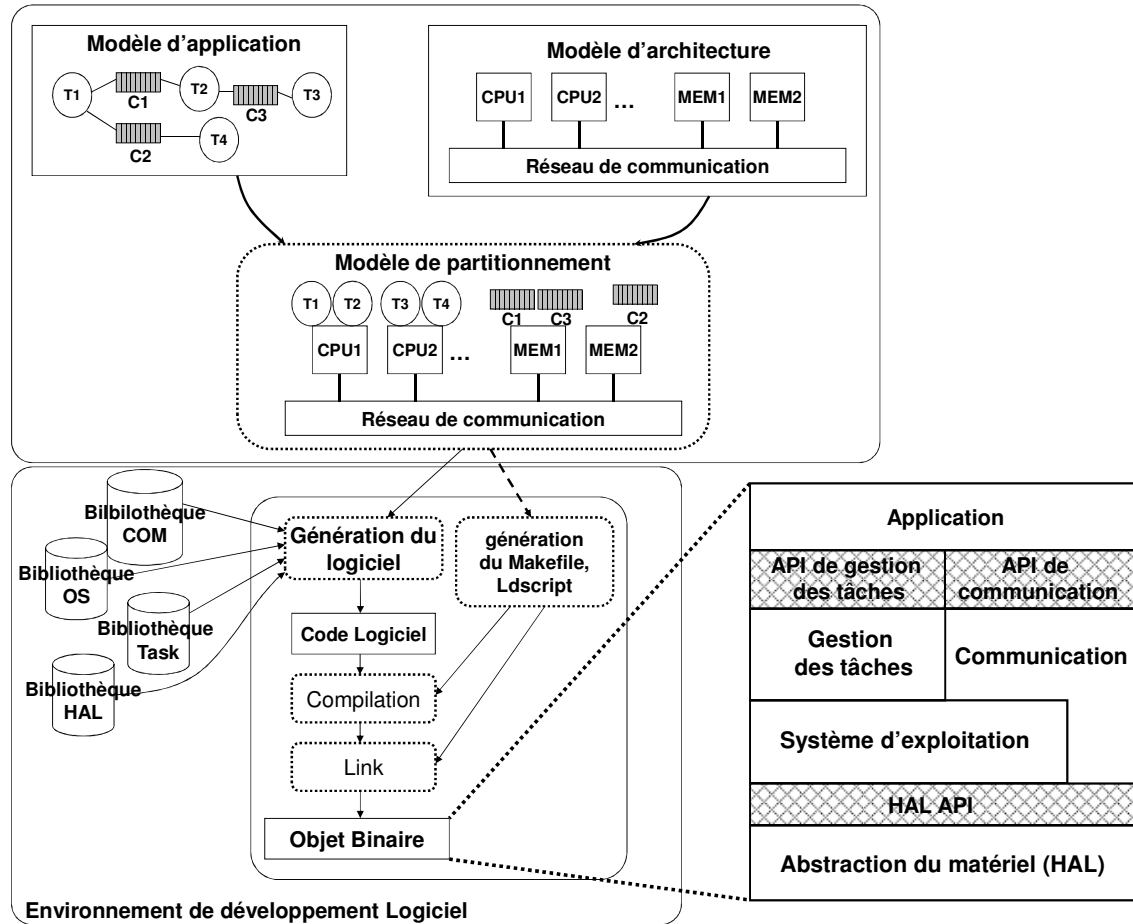 Modèle d'application
T1
C1
T2
C3
T3
C2
T4
Modèle d'architecture
CPU1 CPU2 ... MEM1 MEM2
Réseau de communication
Modèle de partitionnement
T1 T2 T3 T4
C1 C3 C2
CPU1 CPU2 ... MEM1 MEM2
Réseau de communication
Bilbilothèque
COM
Bibliothèque
OS
Bibliothèque
Task
Bibliothèque
HAL
Génération du
logiciel
génération
du Makefile,
Ldscript
Code Logiciel
Compilation
Link
Objet Binaire
Environnement de développement Logiciel
Application
API de gestion
des tâches
API de
communication
Gestion
des tâches
Communication
Système d'exploitation
HAL API
Abstraction du matériel (HAL)